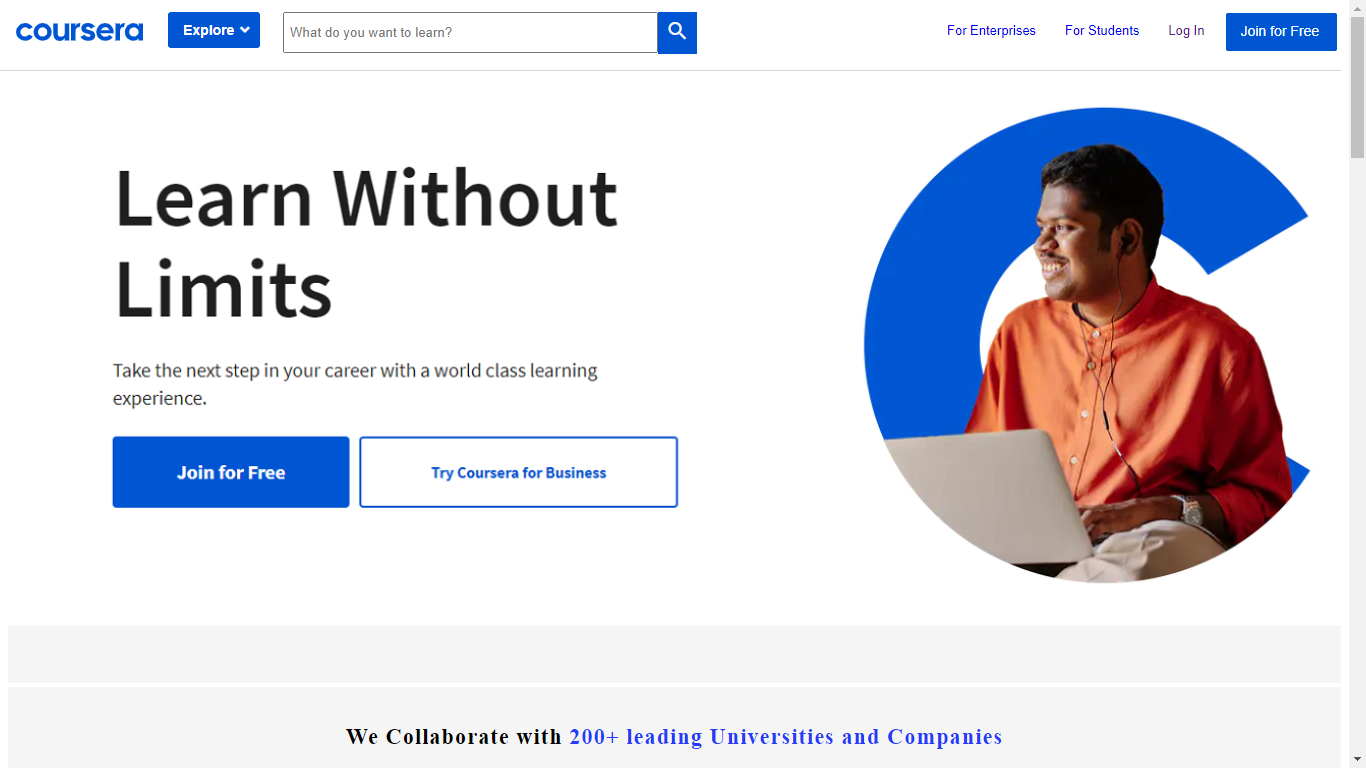 coursera
Explore
What do you want to learn?
For Enterprises
For Students
Log In
Join for Free
Learn Without
Limits
Take the next step in your career with a world class learning
experience.
Join for Free
Try Coursera for Business
We Collaborate with 200+ leading Universities and Companies